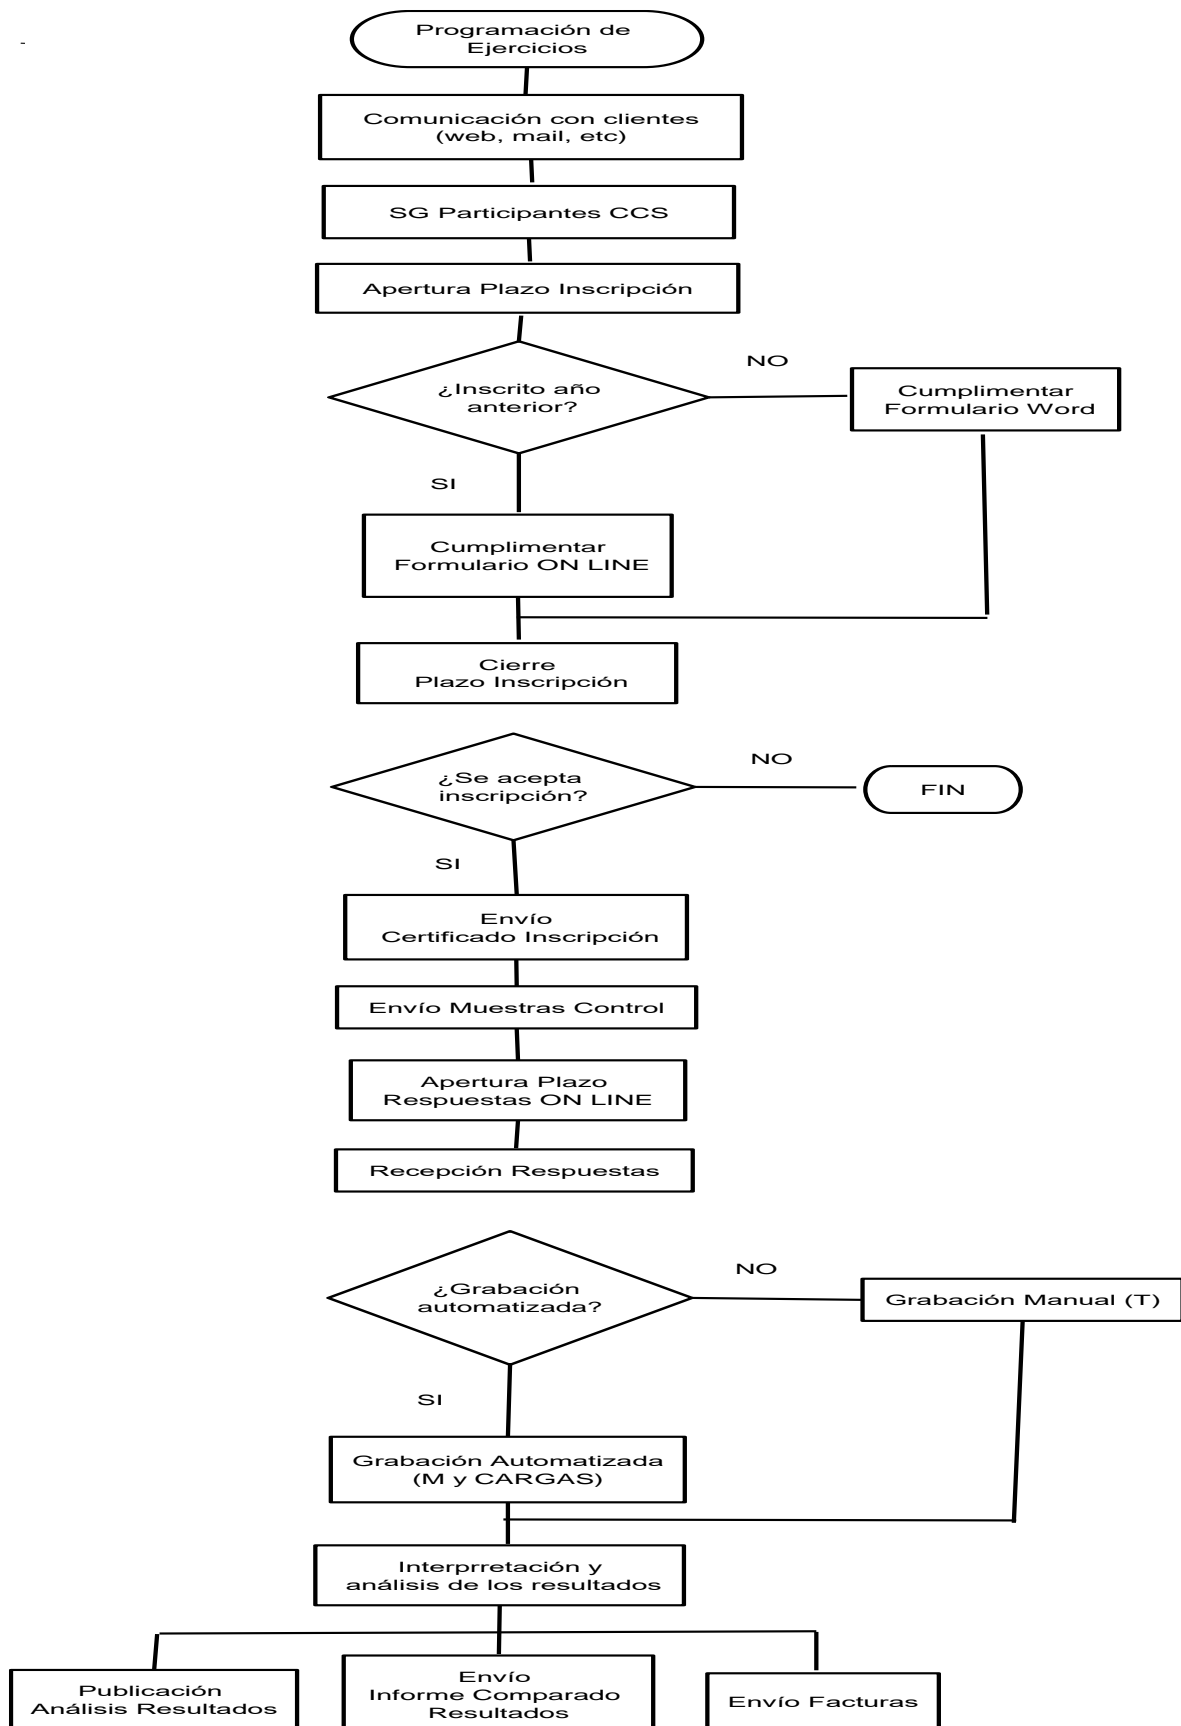 Programación de
Ejercicios
-
Comunicación con clientes
(web, mail, etc)
SG Participantes CCS
Apertura Plazo Inscripción
¿Inscrito año
anterior?
NO
Cumplimentar
Formulario Word
SI
Cumplimentar
Formulario ON LINE
Cierre
Plazo Inscripción
¿Se acepta
inscripción?
NO
FIN
SI
Envío
Certificado Inscripción
Envío Muestras Control
Apertura Plazo
Respuestas ON LINE
Recepción Respuestas
¿Grabación
automatizada?
NO
Grabación Manual (T)
SI
Grabación Automatizada
(M y CARGAS)
Interprretación y
análisis de los resultados
Publicación
Análisis Resultados
Envío
Informe Comparado
Resultados
Envío Facturas